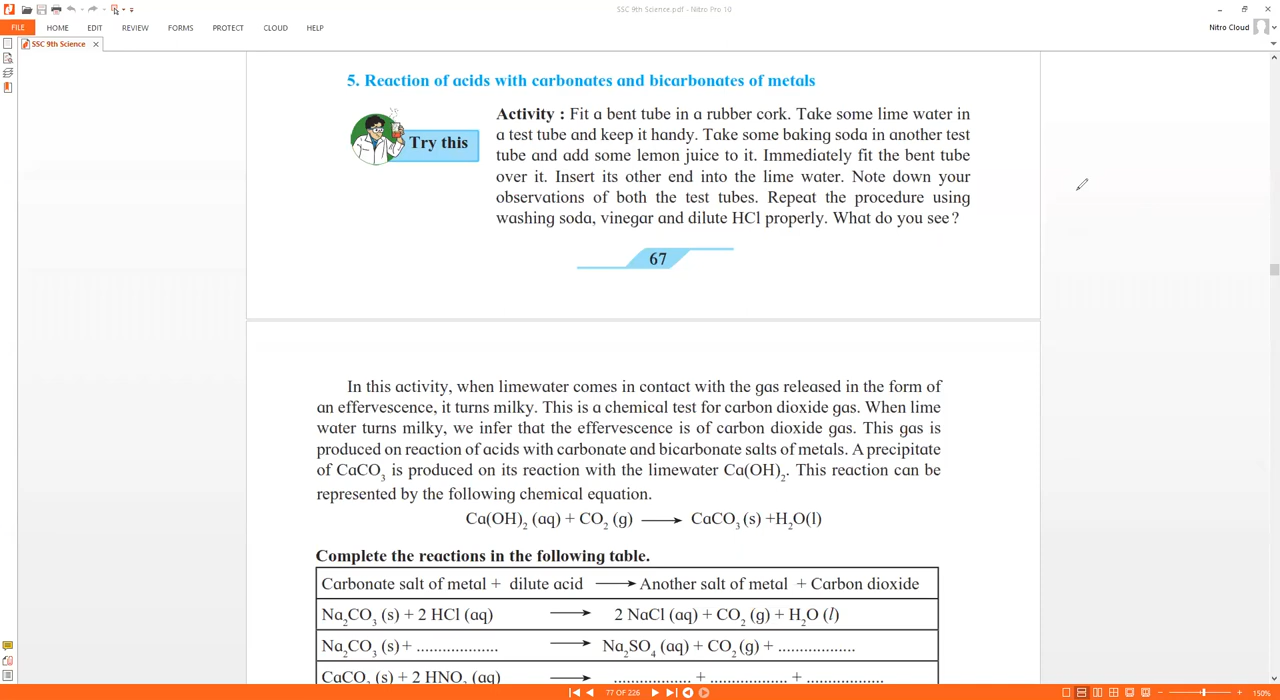 SSC 9th Science.pdf - Nitro Pro 10
FILE HOME EDIT REVIEW FORMS PROTECT CLOUD HELP
Nitro Cloud
SSC 9th Science
5. Reaction of acids with carbonates and bicarbonates of metals
Try this
Activity : Fit a bent tube in a rubber cork. Take some lime water in
a test tube and keep it handy. Take some baking soda in another test
tube and add some lemon juice to it. Immediately fit the bent tube
over it. Insert its other end into the lime water. Note down your
observations of both the test tubes. Repeat the procedure using
washing soda, vinegar and dilute HCl properly. What do you see?
67
In this activity, when limewater comes in contact with the gas released in the form of
an effervescence, it turns milky. This is a chemical test for carbon dioxide gas. When lime
water turns milky, we infer that the effervescence is of carbon dioxide gas. This gas is
produced on reaction of acids with carbonate and bicarbonate salts of metals. A precipitate
of CaCO₃ is produced on its reaction with the limewater Ca(OH)₂. This reaction can be
represented by the following chemical equation.
Ca(OH)₂ (aq) + CO₂ (g) ⟶ CaCO₃ (s) +H₂O(l)
Complete the reactions in the following table.
Carbonate salt of metal + dilute acid ⟶ Another salt of metal + Carbon dioxide
Na₂CO₃ (s) + 2 HCl (aq) ⟶ 2 NaCl (aq) + CO₂ (g) + H₂O (l)
Na₂CO₃ (s) + .................. ⟶ Na₂SO₄ (aq) + CO₂ (g) + .................
CaCO₃ (s) + 2 HNO₃ (aq) ⟶ ................. + ................. + .................
77 OF 226
150%